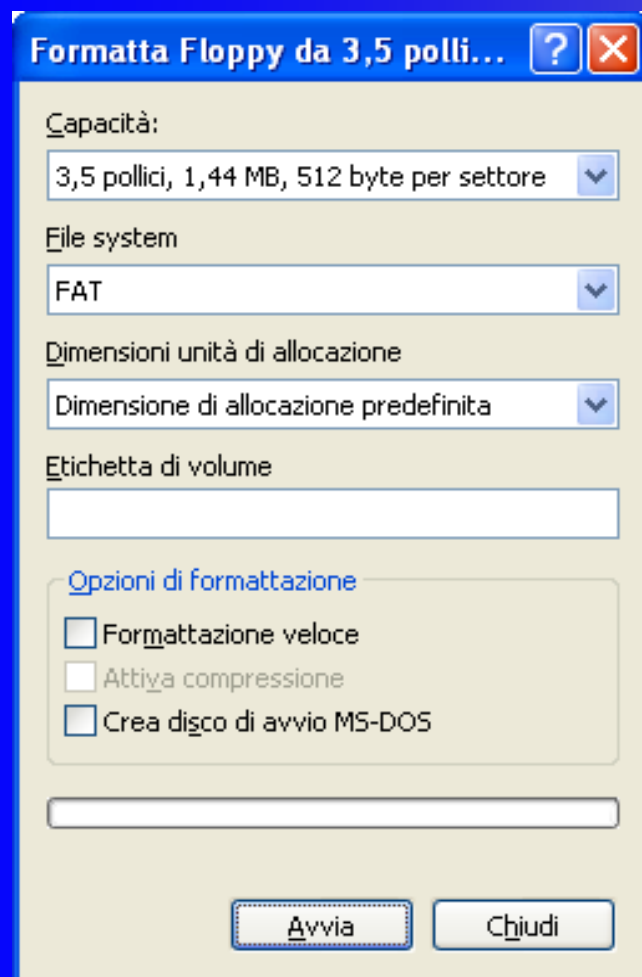 Formatta Floppy da 3,5 polli...
Capacità:
3,5 pollici, 1,44 MB, 512 byte per settore
File system
FAT
Dimensioni unità di allocazione
Dimensione di allocazione predefinita
Etichetta di volume
Opzioni di formattazione
Formattazione veloce
Attiva compressione
Crea disco di avvio MS-DOS
Avvia Chiudi